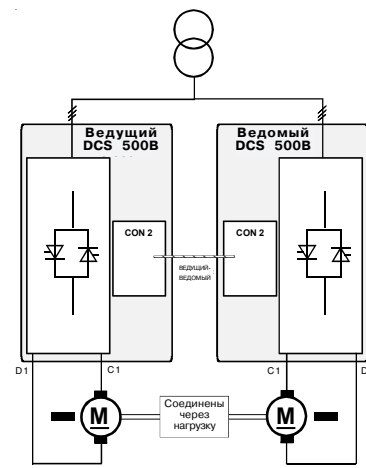 Ведущий
DCS 500B
Ведомый
DCS 500B
CON 2
CON 2
ВЕДУЩИЙ-
ВЕДОМЫЙ
D1
C1
C1
D
M
Соединены
через
нагрузку
M